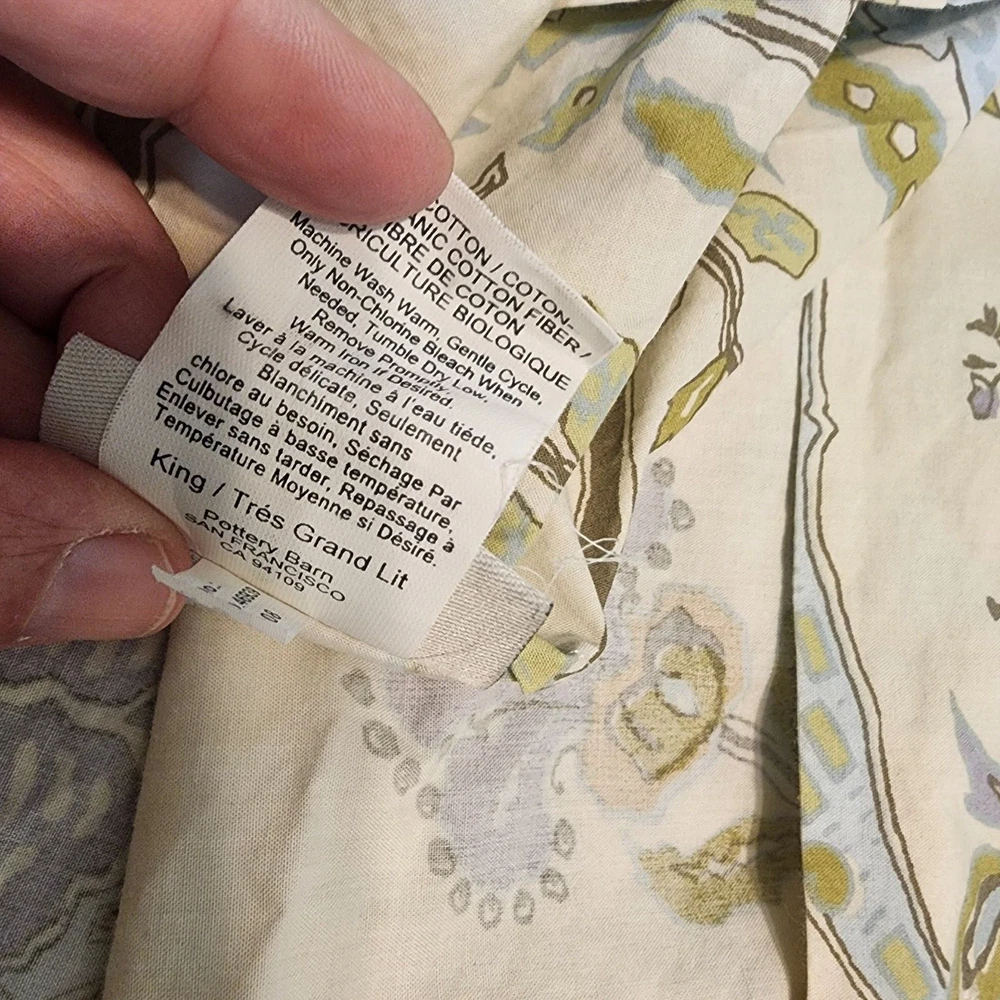 COTTON / COTON-
ANIC COTTON FIBER /
IBRE DE COTON
RICULTURE BIOLOGIQUE
Machine Wash Warm, Gentle Cycle,
Only Non-Chlorine Bleach When
Needed, Tumble Dry Low,
Remove Promptly,
Warm Iron if Desired.
Laver à la machine à l'eau tiéde,
Cycle délicate, Seulement
Blanchiment sans
chlore au besoin, Séchage Par
Culbutage à basse température,
Enlever sans tarder, Repassage à
Température Moyenne si Désiré.
King / Trés Grand Lit
Pottery Barn
SAN FRANCISCO
CA 94109